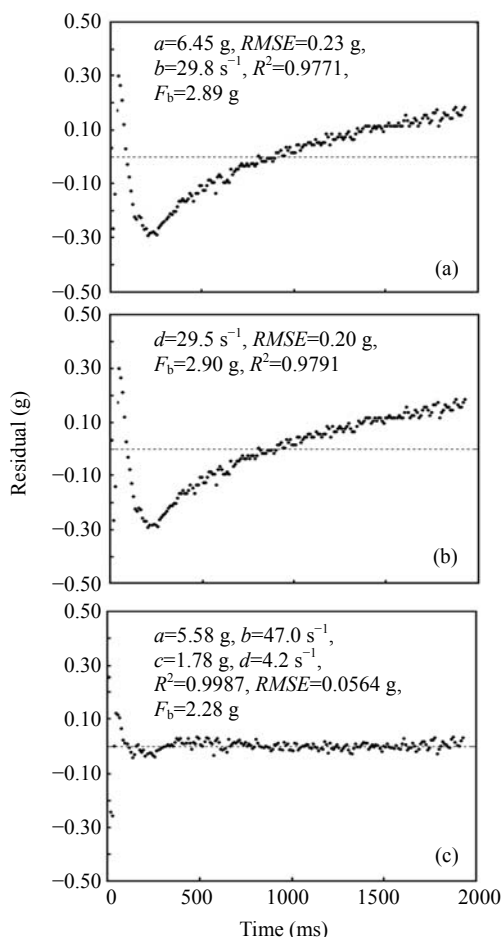 a=6.45 g, RMSE=0.23 g,
b=29.8 s⁻¹, R²=0.9771,
F_b=2.89 g
0.50
0.30
0.10
−0.10
−0.30
−0.50
(a)
d=29.5 s⁻¹, RMSE=0.20 g,
F_b=2.90 g, R²=0.9791
0.50
0.30
0.10
−0.10
−0.30
−0.50
(b)
Residual (g)
a=5.58 g, b=47.0 s⁻¹,
c=1.78 g, d=4.2 s⁻¹,
R²=0.9987, RMSE=0.0564 g,
F_b=2.28 g
0.50
0.30
0.10
−0.10
−0.30
−0.50
(c)
0 500 1000 1500 2000
Time (ms)